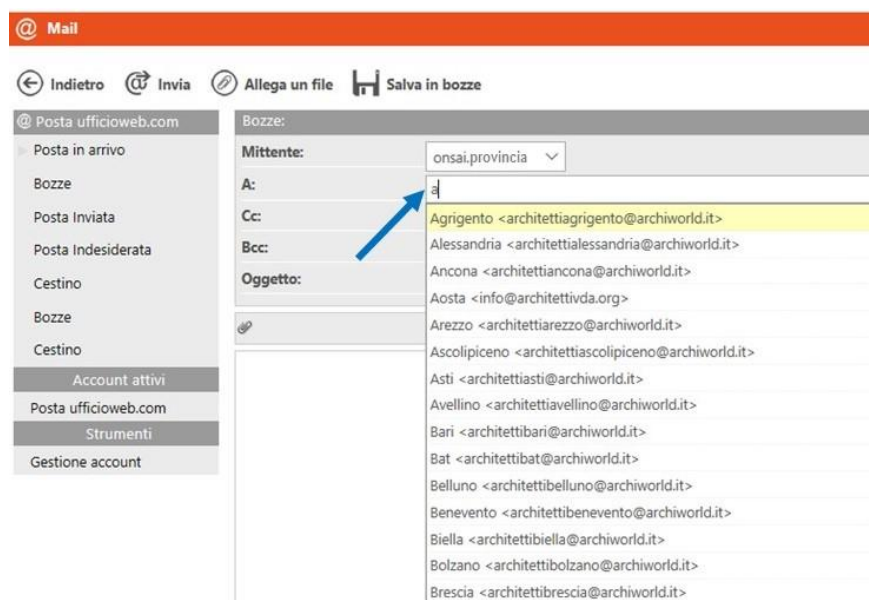 @ Mail
Indietro @ Invia Allega un file Salva in bozze
@ Posta ufficioweb.com
Posta in arrivo
Bozze
Posta Inviata
Posta Indesiderata
Cestino
Bozze
Cestino
Account attivi
Posta ufficioweb.com
Strumenti
Gestione account
Bozze:
Mittente: onsai.provincia
A: a
Cc:
Bcc:
Oggetto:
Agrigento <architettiagrigento@archiworld.it>
Alessandria <architettialessandria@archiworld.it>
Ancona <architettiancona@archiworld.it>
Aosta <info@architettivda.org>
Arezzo <architettiarezzo@archiworld.it>
Ascolipiceno <architettiascolipiceno@archiworld.it>
Asti <architettiasti@archiworld.it>
Avellino <architettiavellino@archiworld.it>
Bari <architettibari@archiworld.it>
Bat <architettibat@archiworld.it>
Belluno <architettibelluno@archiworld.it>
Benevento <architettibenevento@archiworld.it>
Biella <architettibiella@archiworld.it>
Bolzano <architettibolzano@archiworld.it>
Brescia <architettibrescia@archiworld.it>